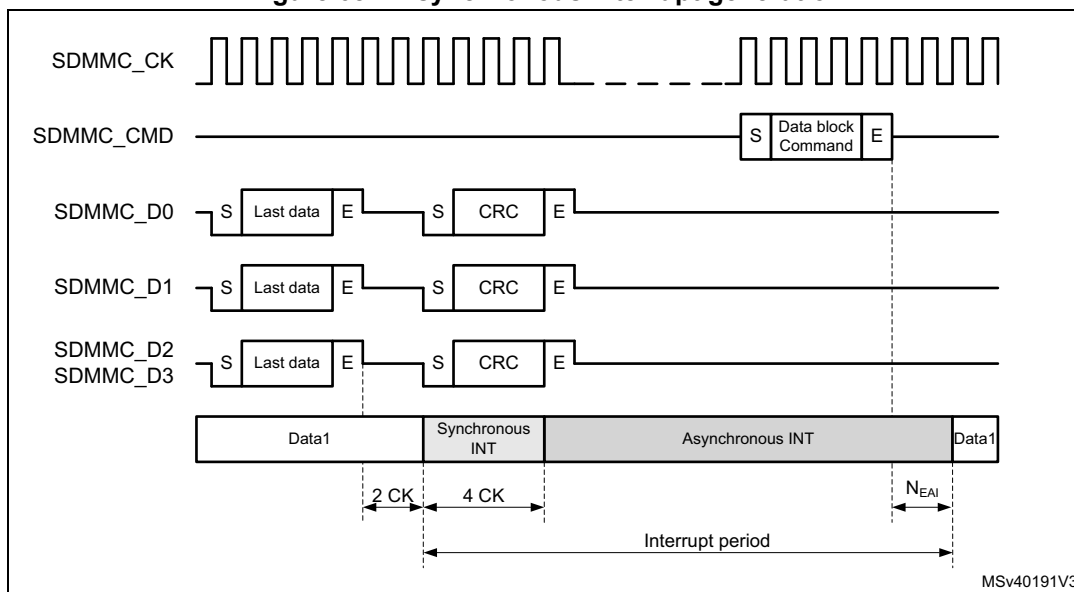 SDMMC_CK
SDMMC_CMD
S
Data block
Command
E
SDMMC_D0
S
Last data
E
S
CRC
E
SDMMC_D1
S
Last data
E
S
CRC
E
SDMMC_D2
SDMMC_D3
S
Last data
E
S
CRC
E
Data1
Synchronous
INT
Asynchronous INT
Data1
2 CK
4 CK
NEAI
Interrupt period
MSv40191V3